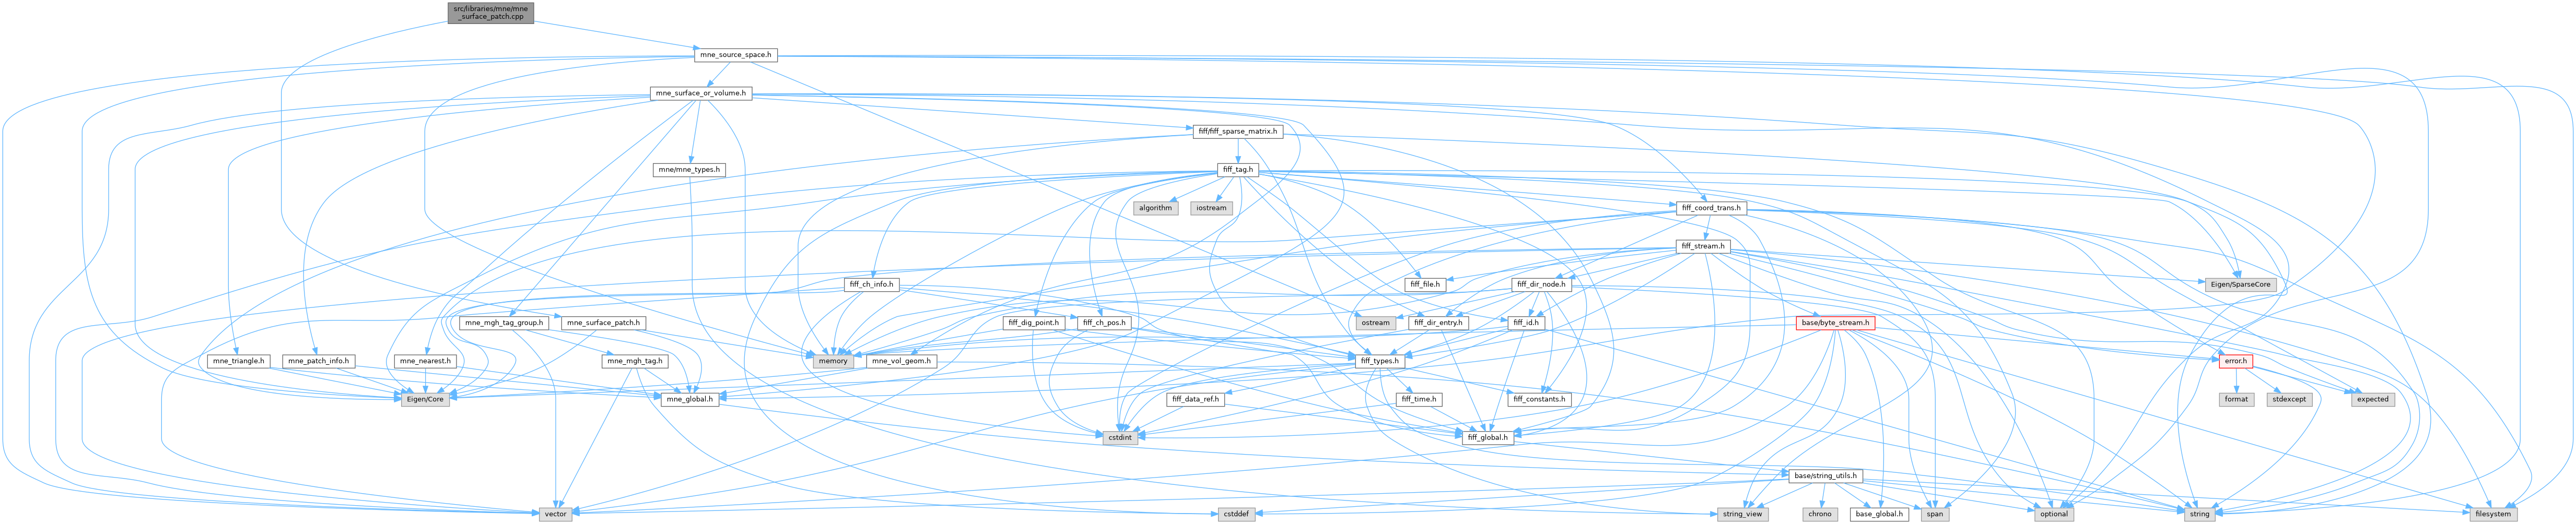 src/libraries/mne/mne
_surface_patch.cpp
mne_source_space.h
mne_surface_or_volume.h
fiff/fiff_sparse_matrix.h
mne/mne_types.h
fiff_tag.h
algorithm
iostream
fiff_coord_trans.h
fiff_stream.h
fiff_ch_info.h
fiff_file.h
fiff_dir_node.h
Eigen/SparseCore
mne_mgh_tag_group.h
mne_surface_patch.h
fiff_dig_point.h
fiff_ch_pos.h
ostream
fiff_dir_entry.h
fiff_id.h
base/byte_stream.h
mne_triangle.h
mne_patch_info.h
mne_nearest.h
mne_mgh_tag.h
memory
mne_vol_geom.h
fiff_types.h
error.h
Eigen/Core
mne_global.h
fiff_data_ref.h
fiff_time.h
fiff_constants.h
format
stdexcept
expected
cstdint
fiff_global.h
base/string_utils.h
vector
cstddef
string_view
chrono
base_global.h
span
optional
string
filesystem